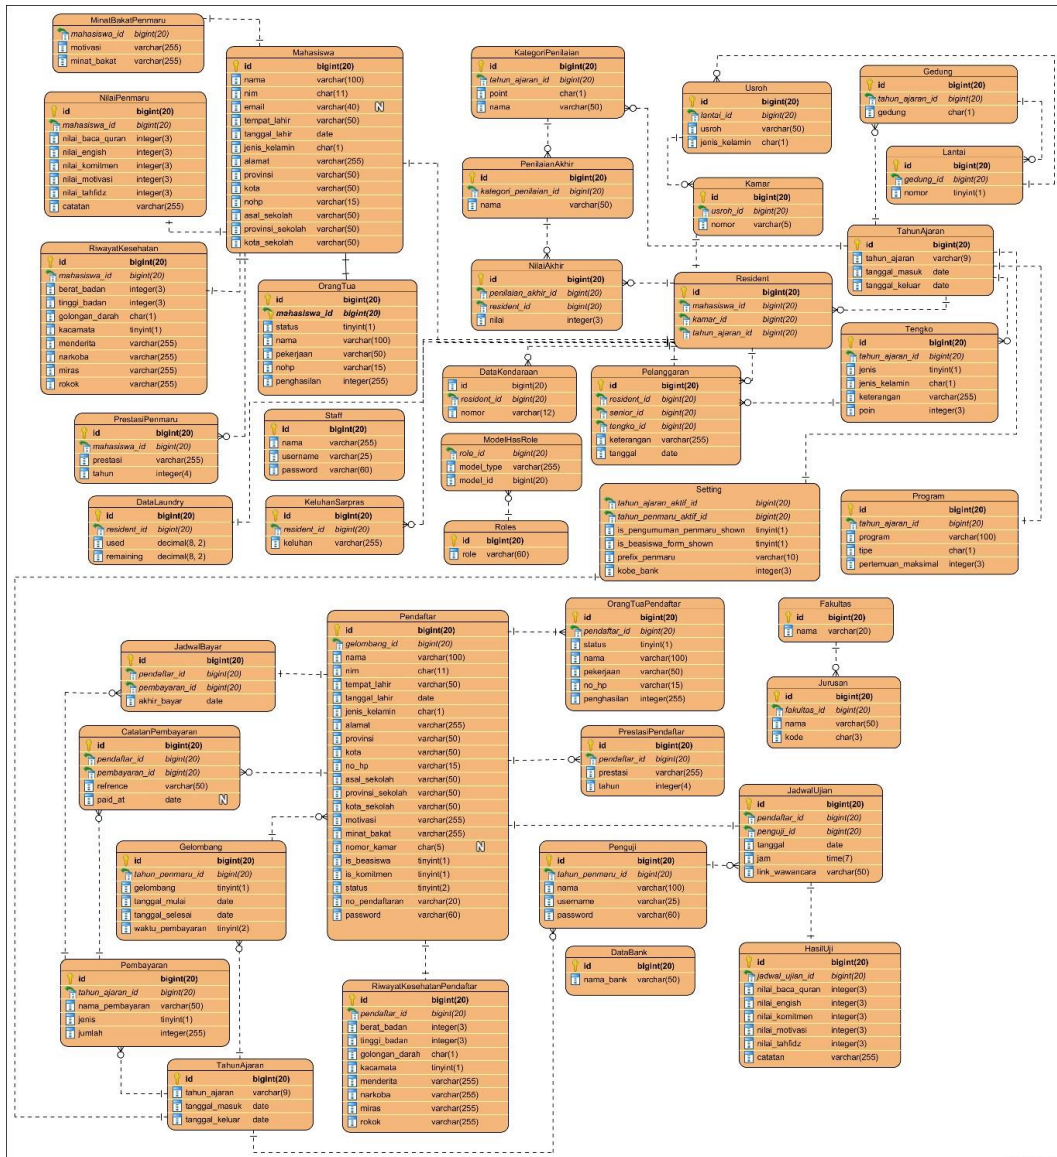 MinatBakatPenmaru
mahasiswa_id bigint(20)
motivasi varchar(255)
minat_bakat varchar(255)
Mahasiswa
id bigint(20)
nama varchar(100)
nim char(11)
email varchar(40) N
tempat_lahir varchar(50)
tanggal_lahir date
jenis_kelamin char(1)
alamat varchar(255)
provinsi varchar(50)
kota varchar(50)
nohp varchar(15)
asal_sekolah varchar(50)
provinsi_sekolah varchar(50)
kota_sekolah varchar(50)
KategoriPenilaian
id bigint(20)
tahun_ajaran_id bigint(20)
point char(1)
nama varchar(50)
Usroh
id bigint(20)
lantai_id bigint(20)
usroh varchar(50)
jenis_kelamin char(1)
Gedung
id bigint(20)
tahun_ajaran_id bigint(20)
gedung char(1)
NilaiPenmaru
id bigint(20)
mahasiswa_id bigint(20)
nilai_baca_quran integer(3)
nilai_engish integer(3)
nilai_komitmen integer(3)
nilai_motivasi integer(3)
nilai_tahfidz integer(3)
catatan varchar(255)
PenilaianAkhir
id bigint(20)
kategori_penilaian_id bigint(20)
nama varchar(50)
Lantai
id bigint(20)
gedung_id bigint(20)
nomor tinyint(1)
Kamar
id bigint(20)
usroh_id bigint(20)
nomor varchar(5)
TahunAjaran
id bigint(20)
tahun_ajaran varchar(9)
tanggal_masuk date
tanggal_keluar date
RiwayatKesehatan
id bigint(20)
mahasiswa_id bigint(20)
berat_badan integer(3)
tinggi_badan integer(3)
golongan_darah char(1)
kacamata tinyint(1)
menderita varchar(255)
narkoba varchar(255)
miras varchar(255)
rokok varchar(255)
OrangTua
id bigint(20)
mahasiswa_id bigint(20)
status tinyint(1)
nama varchar(100)
pekerjaan varchar(50)
nohp varchar(15)
penghasilan integer(255)
NilaiAkhir
id bigint(20)
penilaian_akhir_id bigint(20)
resident_id bigint(20)
nilai integer(3)
Resident
id bigint(20)
mahasiswa_id bigint(20)
kamar_id bigint(20)
tahun_ajaran_id bigint(20)
Tengko
id bigint(20)
tahun_ajaran_id bigint(20)
jenis tinyint(1)
jenis_kelamin char(1)
keterangan varchar(255)
poin integer(3)
DataKendaraan
id bigint(20)
resident_id bigint(20)
nomor varchar(12)
Pelanggaran
id bigint(20)
resident_id bigint(20)
senior_id bigint(20)
tengko_id bigint(20)
keterangan varchar(255)
tanggal date
PrestasiPenmaru
id bigint(20)
mahasiswa_id bigint(20)
prestasi varchar(255)
tahun integer(4)
Staff
id bigint(20)
nama varchar(255)
username varchar(25)
password varchar(60)
ModelHasRole
role_id bigint(20)
model_type varchar(255)
model_id bigint(20)
DataLaundry
id bigint(20)
resident_id bigint(20)
used decimal(8, 2)
remaining decimal(8, 2)
KeluhanSarpras
id bigint(20)
resident_id bigint(20)
keluhan varchar(255)
Roles
id bigint(20)
role varchar(60)
Setting
tahun_ajaran_aktif_id bigint(20)
tahun_penmaru_aktif_id bigint(20)
is_pengumuman_penmaru_shown tinyint(1)
is_beasiswa_form_shown tinyint(1)
prefix_penmaru varchar(10)
kobe_bank integer(3)
Program
id bigint(20)
tahun_ajaran_id bigint(20)
program varchar(100)
tipe char(1)
pertemuan_maksimal integer(3)
Pendaftar
id bigint(20)
gelombang_id bigint(20)
nama varchar(100)
nim char(11)
tempat_lahir varchar(50)
tanggal_lahir date
jenis_kelamin char(1)
alamat varchar(255)
provinsi varchar(50)
kota varchar(50)
no_hp varchar(15)
asal_sekolah varchar(50)
provinsi_sekolah varchar(50)
kota_sekolah varchar(50)
motivasi varchar(255)
minat_bakat varchar(255)
nomor_kamar char(5) N
is_beasiswa tinyint(1)
is_komitmen tinyint(1)
status tinyint(2)
no_pendaftaran varchar(20)
password varchar(60)
OrangTuaPendaftar
id bigint(20)
pendaftar_id bigint(20)
status tinyint(1)
nama varchar(100)
pekerjaan varchar(50)
no_hp varchar(15)
penghasilan integer(255)
Fakultas
id bigint(20)
nama varchar(20)
JadwalBayar
id bigint(20)
pendaftar_id bigint(20)
pembayaran_id bigint(20)
akhir_bayar date
Jurusan
id bigint(20)
fakultas_id bigint(20)
nama varchar(50)
kode char(3)
CatatanPembayaran
id bigint(20)
pendaftar_id bigint(20)
pembayaran_id bigint(20)
refrence varchar(50)
paid_at date N
PrestasiPendaftar
id bigint(20)
pendaftar_id bigint(20)
prestasi varchar(255)
tahun integer(4)
JadwalUjian
id bigint(20)
pendaftar_id bigint(20)
penguji_id bigint(20)
tanggal date
jam time(7)
link_wawancara varchar(50)
Gelombang
id bigint(20)
tahun_penmaru_id bigint(20)
gelombang tinyint(1)
tanggal_mulai date
tanggal_selesai date
waktu_pembayaran tinyint(2)
Penguji
id bigint(20)
tahun_penmaru_id bigint(20)
nama varchar(100)
username varchar(25)
password varchar(60)
DataBank
id bigint(20)
nama_bank varchar(50)
HasilUji
id bigint(20)
jadwal_ujian_id bigint(20)
nilai_baca_quran integer(3)
nilai_engish integer(3)
nilai_komitmen integer(3)
nilai_motivasi integer(3)
nilai_tahfidz integer(3)
catatan varchar(255)
Pembayaran
id bigint(20)
tahun_ajaran_id bigint(20)
nama_pembayaran varchar(50)
jenis tinyint(1)
jumlah integer(255)
RiwayatKesehatanPendaftar
id bigint(20)
pendaftar_id bigint(20)
berat_badan integer(3)
tinggi_badan integer(3)
golongan_darah char(1)
kacamata tinyint(1)
menderita varchar(255)
narkoba varchar(255)
miras varchar(255)
rokok varchar(255)
TahunAjaran
id bigint(20)
tahun_ajaran varchar(9)
tanggal_masuk date
tanggal_keluar date